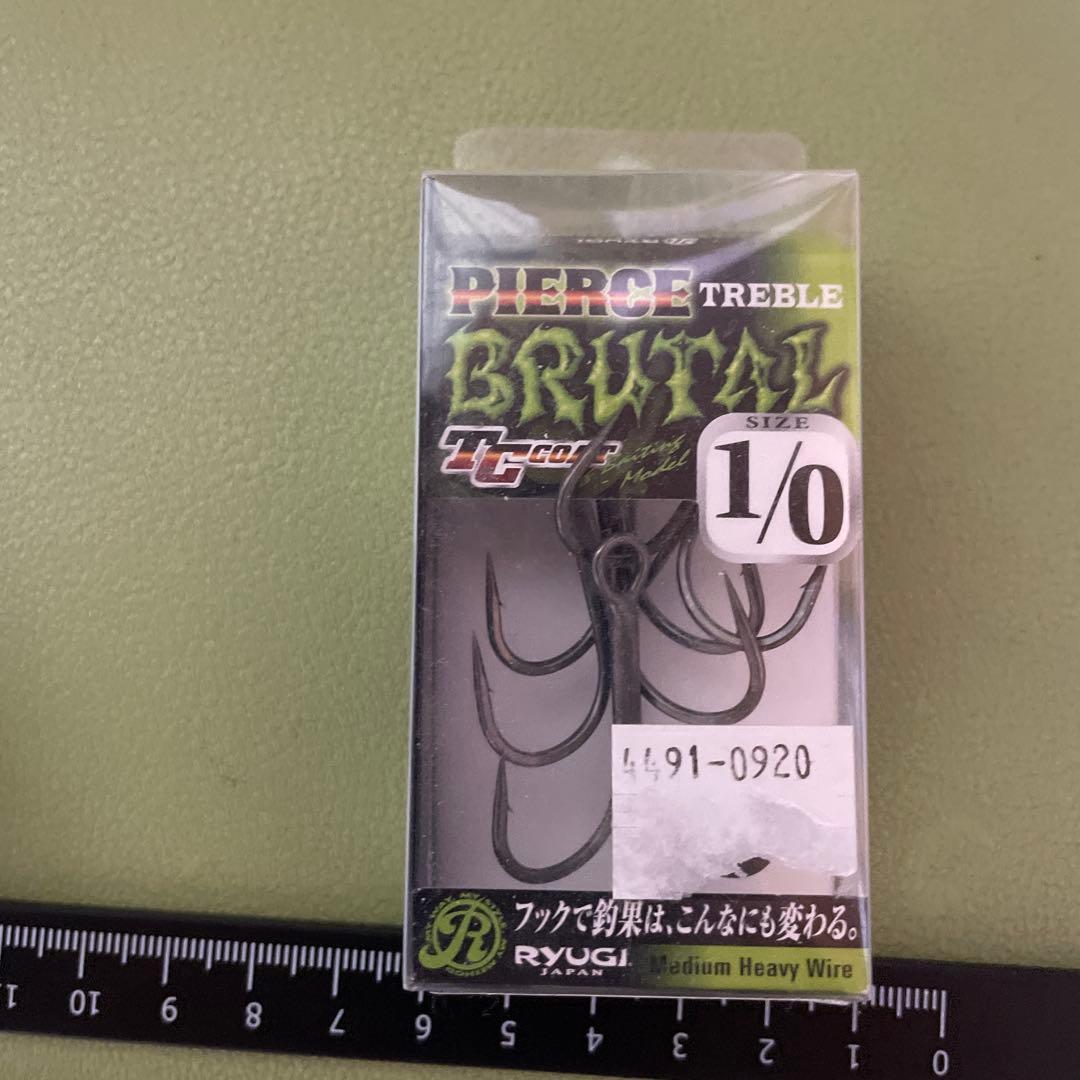 PIERCE TREBLE
BRUTAL
TC COAT
Baiting
Model
SIZE
1/0
4491-0920
フックで釣果は、こんなにも変わる。
R
RYUGI
JAPAN
Medium Heavy Wire
10 9 8 7 6 5 4 3 2 1 0